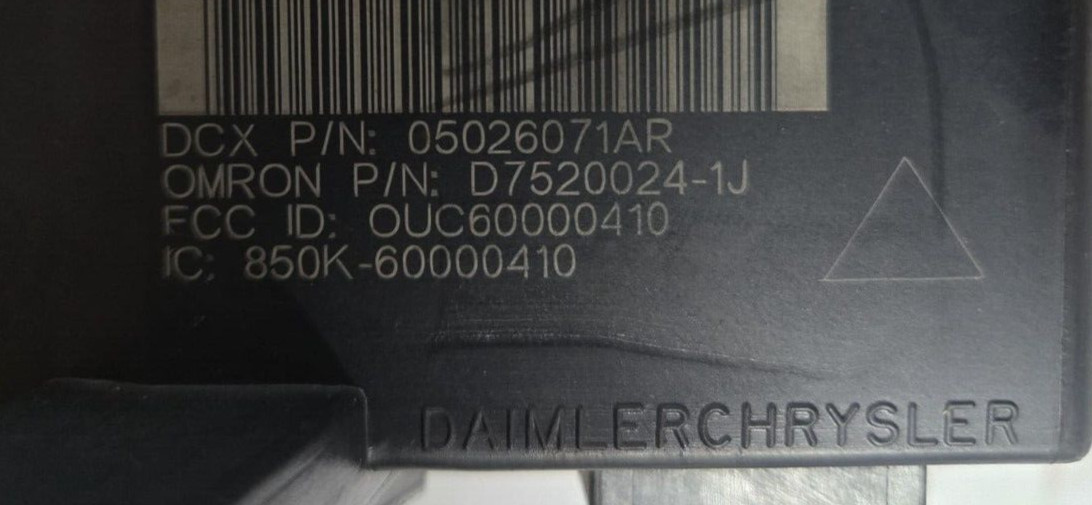 DCX P/N: 05026071AR
OMRON P/N: D7520024-1J
FCC ID: OUC60000410
IC: 850K-60000410
DAIMLERCHRYSLER